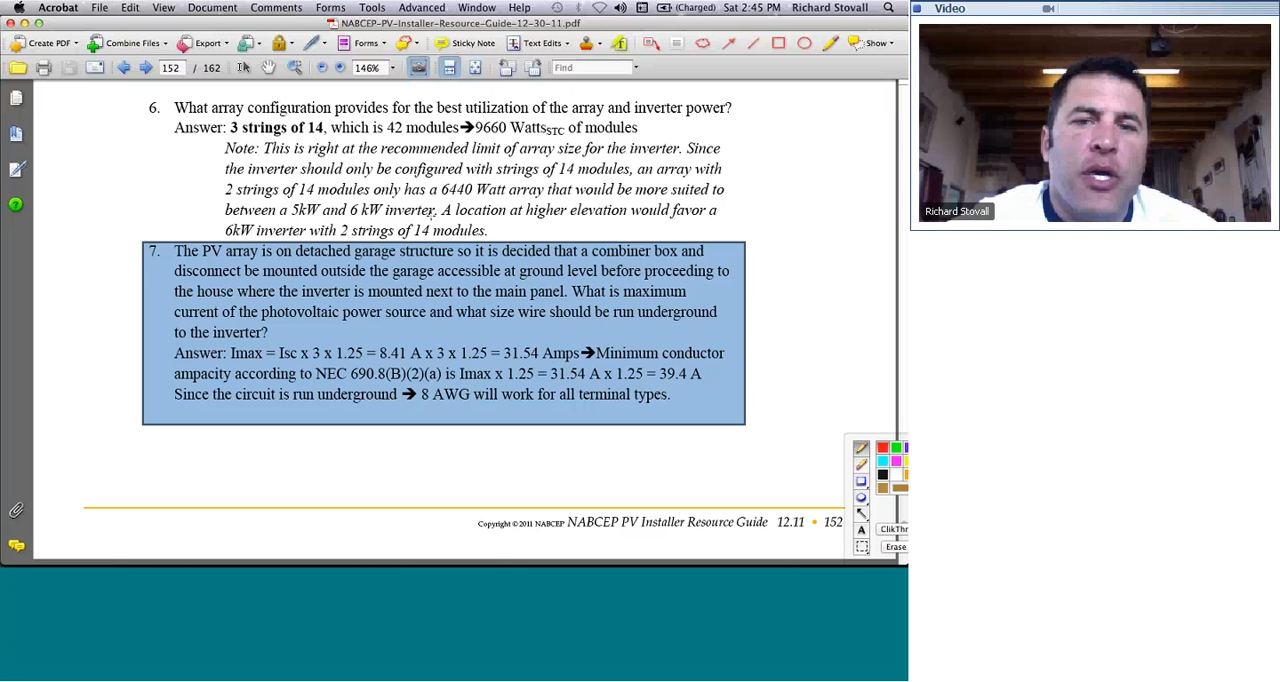 Acrobat File Edit View Document Comments Forms Tools Advanced Window Help (Charged) Sat 2:45 PM Richard Stovall
Video
NABCEP-PV-Installer-Resource-Guide-12-30-11.pdf
Create PDF Combine Files Export Forms Sticky Note Text Edits Show
152 / 162 146% Find
6. What array configuration provides for the best utilization of the array and inverter power?
Answer: 3 strings of 14, which is 42 modules➔9660 WattsSTC of modules
Note: This is right at the recommended limit of array size for the inverter. Since
the inverter should only be configured with strings of 14 modules, an array with
2 strings of 14 modules only has a 6440 Watt array that would be more suited to
between a 5kW and 6 kW inverter, A location at higher elevation would favor a
6kW inverter with 2 strings of 14 modules.
7. The PV array is on detached garage structure so it is decided that a combiner box and
disconnect be mounted outside the garage accessible at ground level before proceeding to
the house where the inverter is mounted next to the main panel. What is maximum
current of the photovoltaic power source and what size wire should be run underground
to the inverter?
Answer: Imax = Isc x 3 x 1.25 = 8.41 A x 3 x 1.25 = 31.54 Amps➔Minimum conductor
ampacity according to NEC 690.8(B)(2)(a) is Imax x 1.25 = 31.54 A x 1.25 = 39.4 A
Since the circuit is run underground ➔ 8 AWG will work for all terminal types.
Copyright © 2011 NABCEP NABCEP PV Installer Resource Guide 12.11 • 152
A
ClikThr
Erase
Richard Stovall